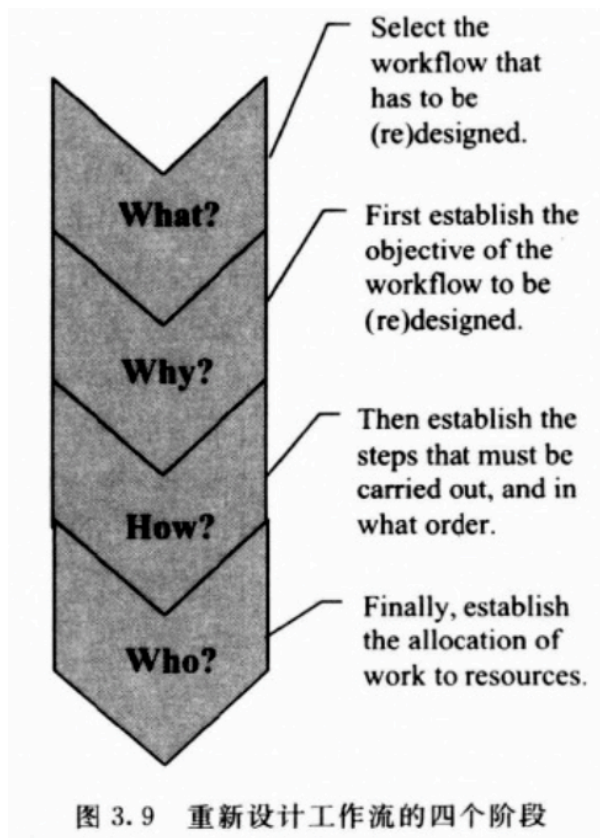 Select the
workflow that
has to be
(re)designed.
What?
First establish the
objective of the
workflow to be
(re)designed.
Why?
Then establish the
steps that must be
carried out, and in
what order.
How?
Finally, establish
the allocation of
work to resources.
Who?
图 3.9 重新设计工作流的四个阶段